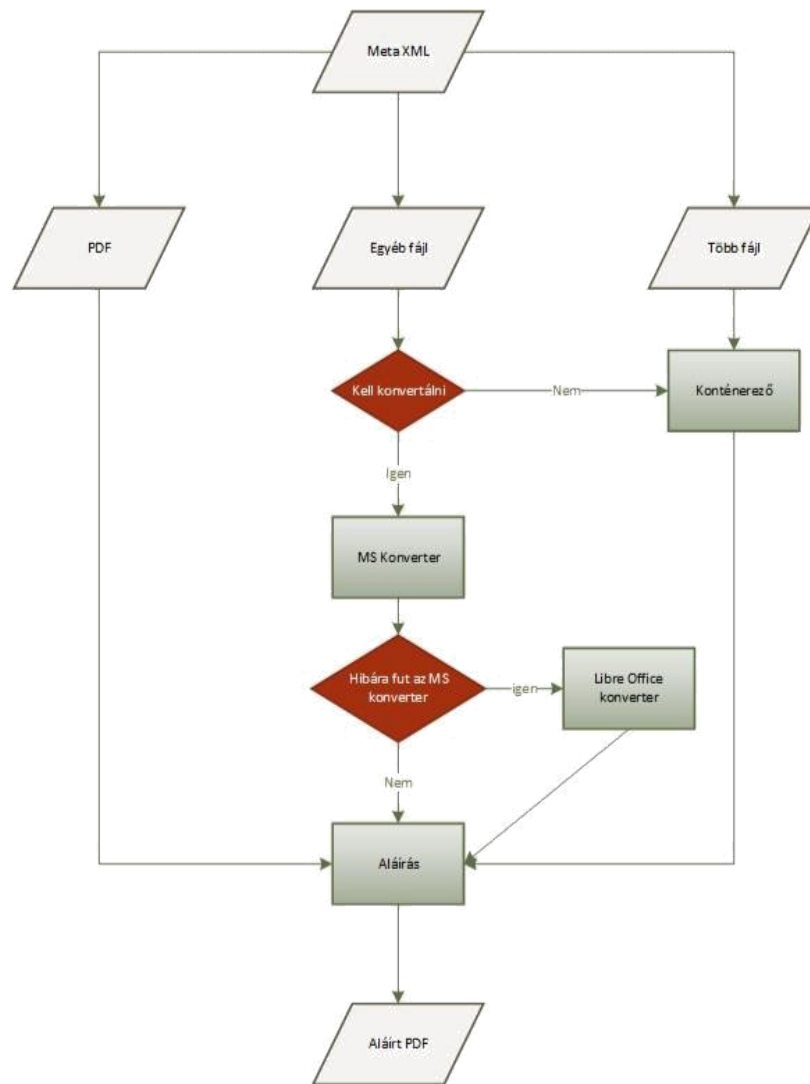 Meta XML
PDF
Egyéb fájl
Több fájl
Kell konvertálni
Nem
Konténerező
Igen
MS Konverter
Hibára fut az MS
konverter
igen
Libre Office
konverter
Nem
Aláírás
Aláírt PDF